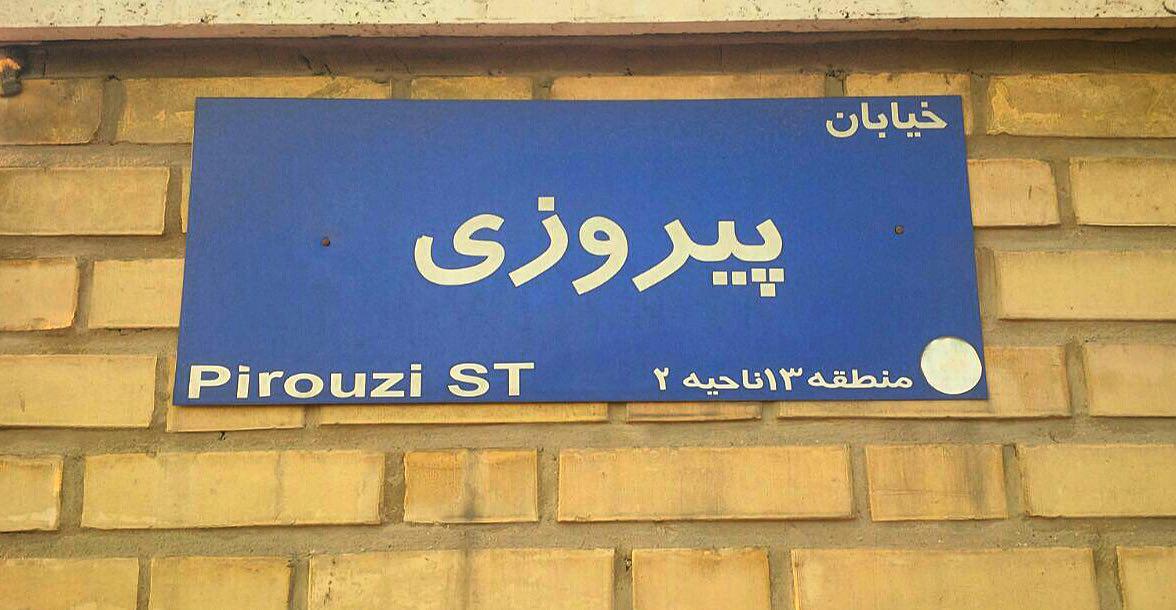 خیابان
پیروزی
منطقه ۱۳ ناحیه ۲
Pirouzi ST